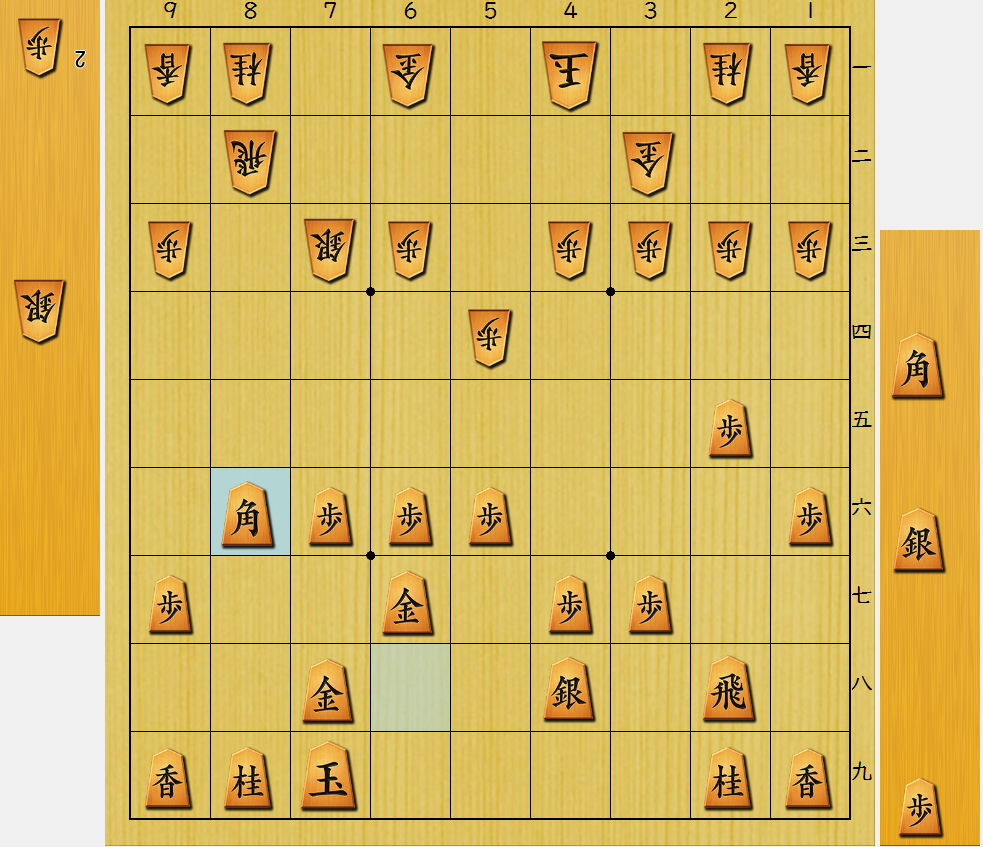 9 8 7 6 5 4 3 2 1
歩 2
銀
香 桂 金 王 桂 香 一
飛 金 二
歩 銀 歩 歩 歩 歩 歩 三
歩 四
歩 五
角 歩 歩 歩 歩 六
歩 金 歩 歩 七
金 銀 飛 八
香 桂 玉 桂 香 九
角
銀
歩